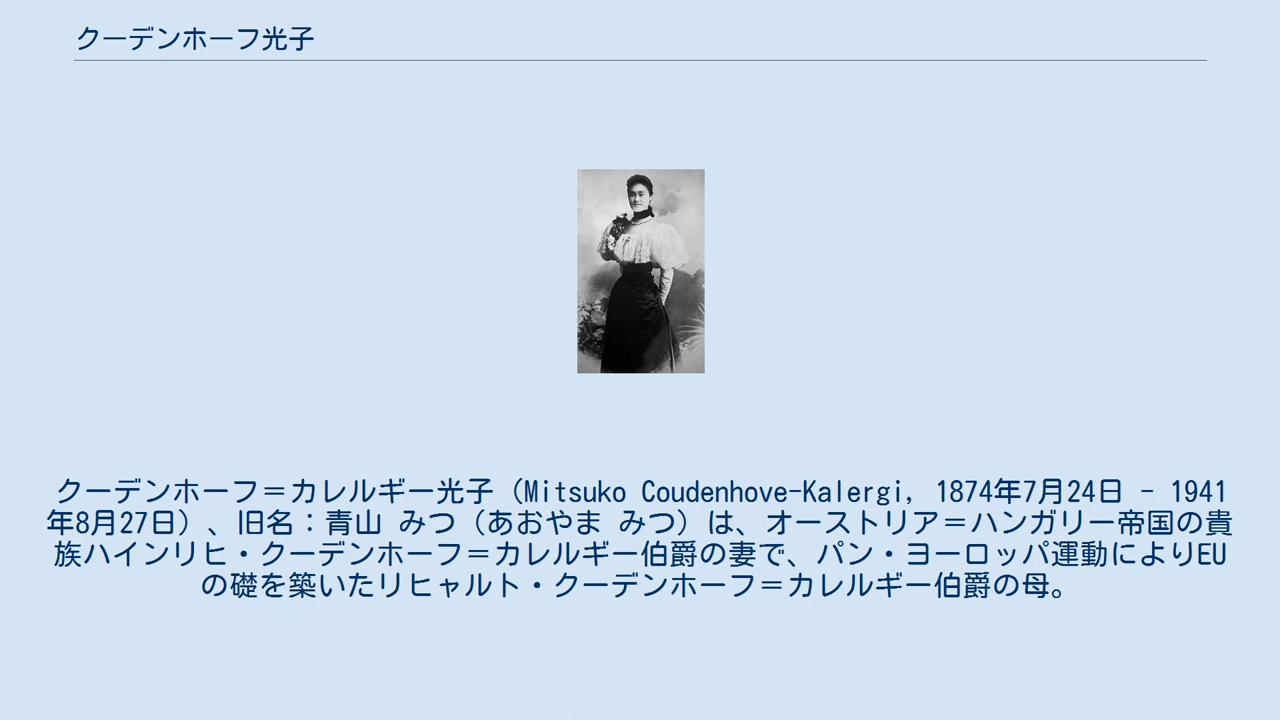 クーデンホーフ光子
クーデンホーフ＝カレルギー光子（Mitsuko Coudenhove-Kalergi, 1874年7月24日 - 1941
年8月27日）、旧名：青山 みつ（あおやま みつ）は、オーストリア＝ハンガリー帝国の貴
族ハインリヒ・クーデンホーフ＝カレルギー伯爵の妻で、パン・ヨーロッパ運動によりEU
の礎を築いたリヒャルト・クーデンホーフ＝カレルギー伯爵の母。